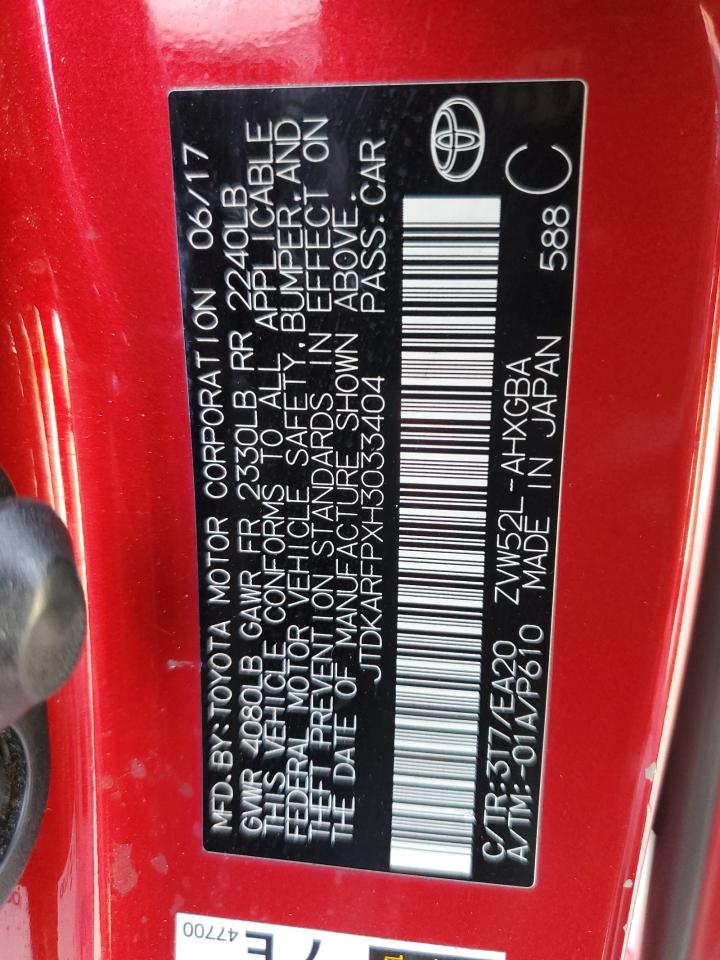 MFD.BY:TOYOTA MOTOR CORPORATION 06/17
GVWR 4080LB GAWR FR 2330LB RR 2240LB
THIS VEHICLE CONFORMS TO ALL APPLICABLE
FEDERAL MOTOR VEHICLE SAFETY,BUMPER,AND
THEFT PREVENTION STANDARDS IN EFFECT ON
THE DATE OF MANUFACTURE SHOWN ABOVE.
JTDKARFPXH3033404 PASS.CAR
C/TR:3T7/EA20 ZVW52L-AHXGBA
A/TM:-01A/P610 MADE IN JAPAN 588 C
47700